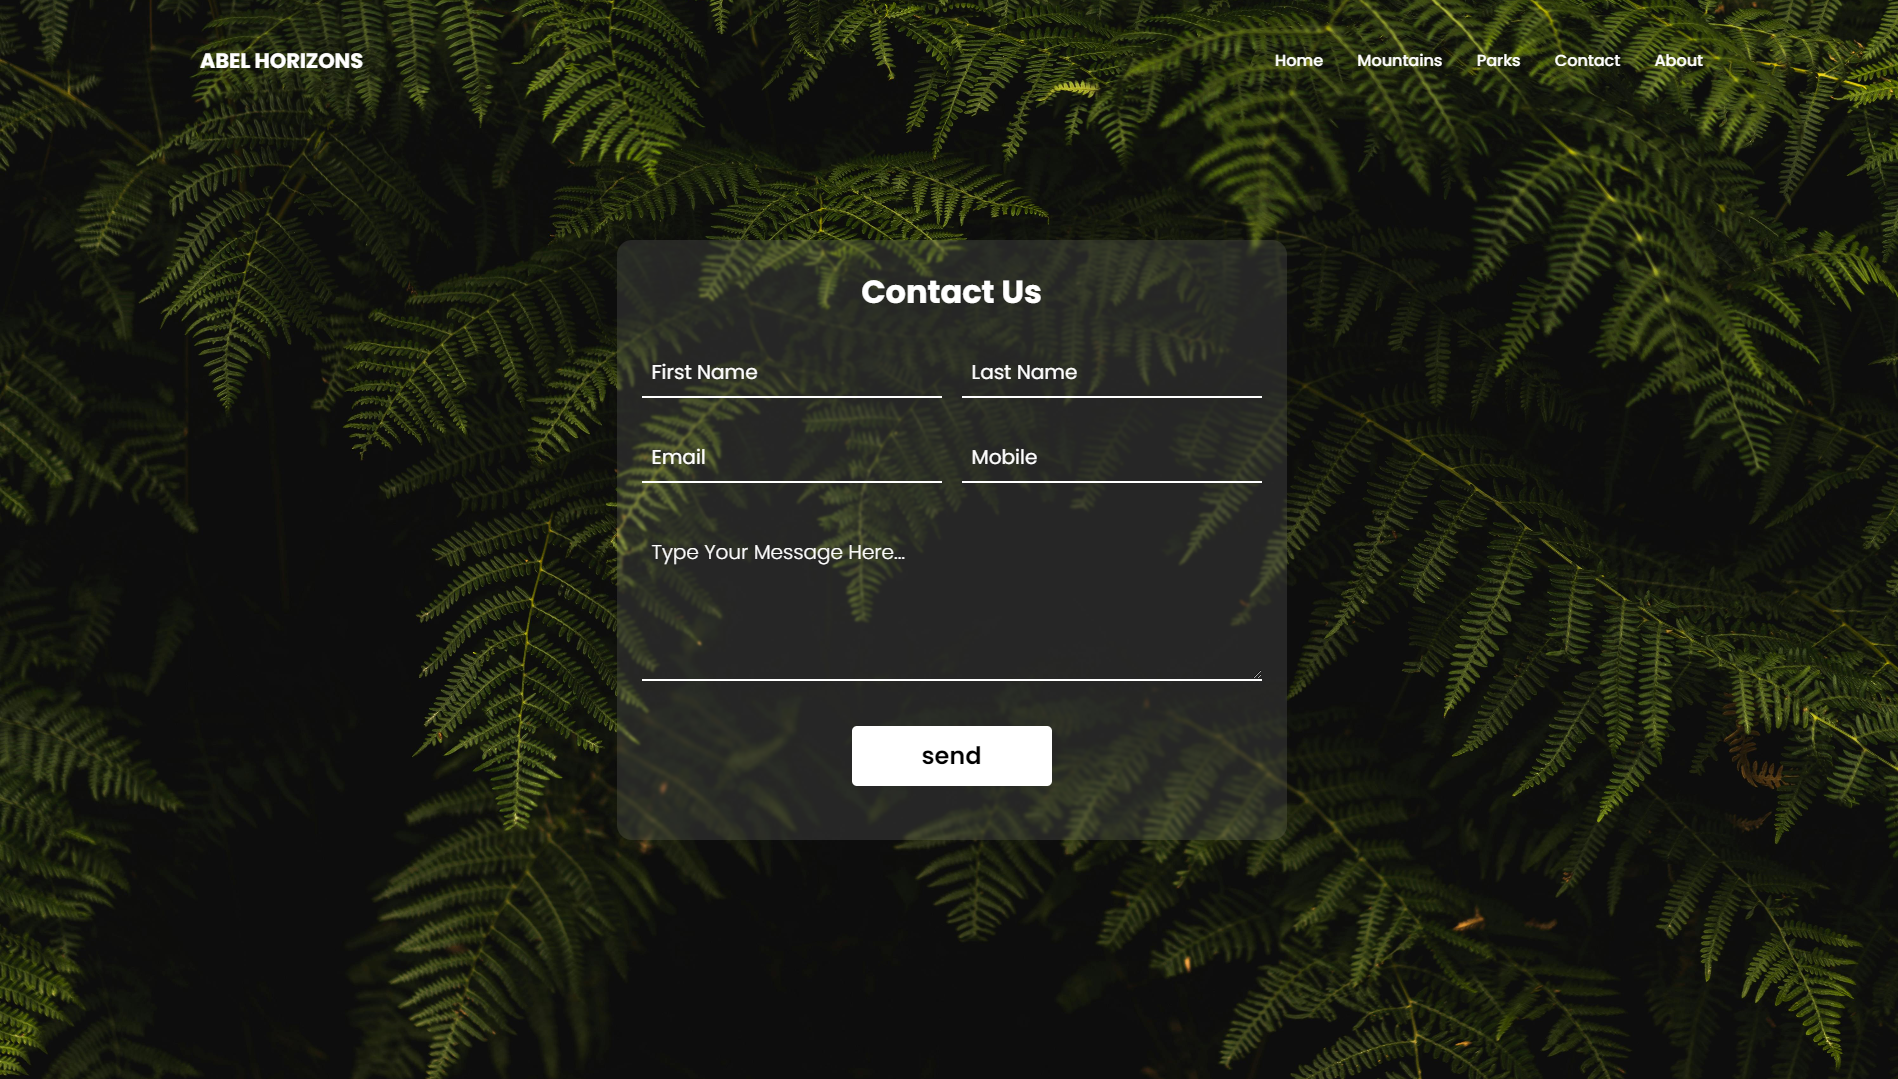 ABEL HORIZONS
Home Mountains Parks Contact About
Contact Us
First Name Last Name
Email Mobile
Type Your Message Here...
send